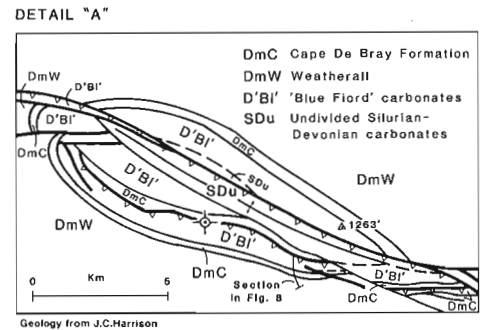 DETAIL "A"
DmC Cape De Bray Formation
DmW Weatherall
D'Bl' 'Blue Fiord' carbonates
SDu Undivided Silurian-
Devonian carbonates
DmW
D'Bl'
D'Bl'
DmC
D'Bl'
DmC
D'Bl'
SDu
SDu
DmC
DmW
DmW
1263'
D'Bl'
DmC
D'Bl'
Km
0 5
Section
in Fig. 8
DmC
DmC
Geology from J.C.Harrison